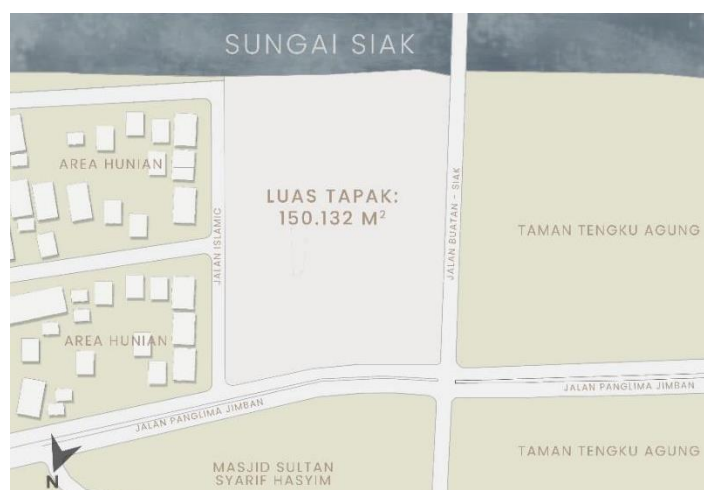 SUNGAI SIAK
AREA HUNIAN
LUAS TAPAK:
150.132 M²
JALAN ISLAMIC
JALAN BUATAN - SIAK
TAMAN TENGKU AGUNG
AREA HUNIAN
JALAN PANGLIMA JIMBAN
JALAN PANGLIMA JIMBAN
TAMAN TENGKU AGUNG
MASJID SULTAN
SYARIF HASYIM
N